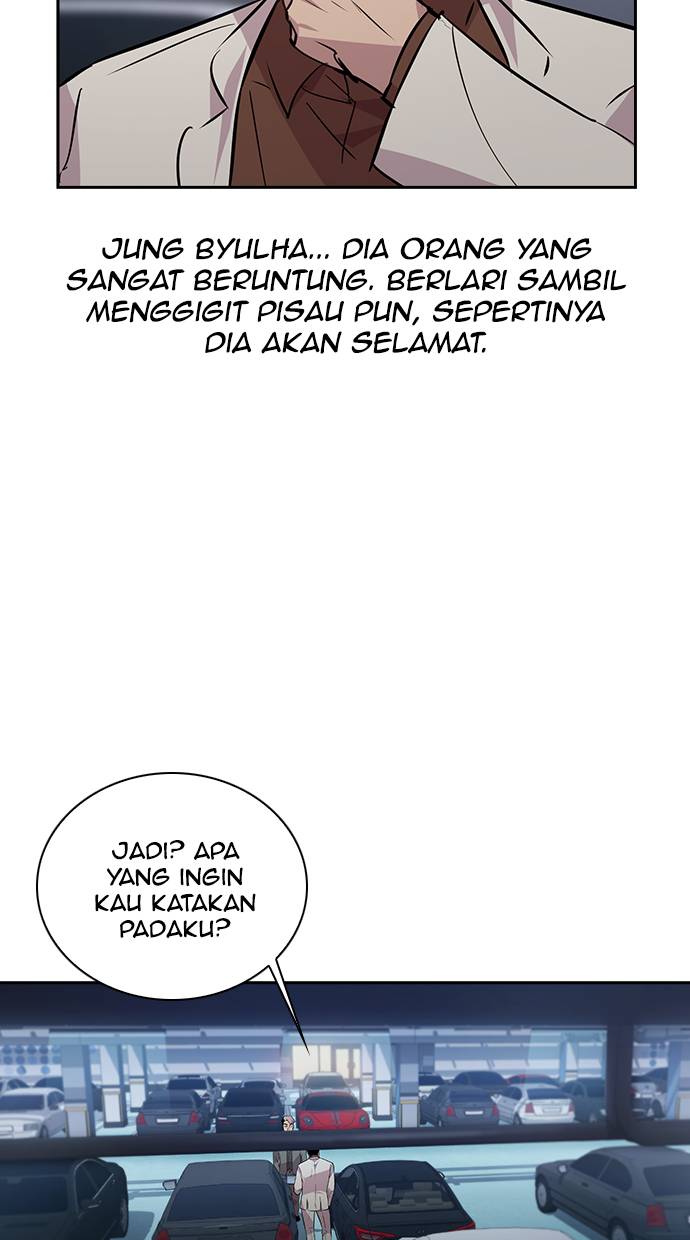 JUNG BYULHA... DIA ORANG YANG
SANGAT BERUNTUNG. BERLARI SAMBIL
MENGGIGIT PISAU PUN, SEPERTINYA
DIA AKAN SELAMAT.
JADI? APA
YANG INGIN
KAU KATAKAN
PADAKU?